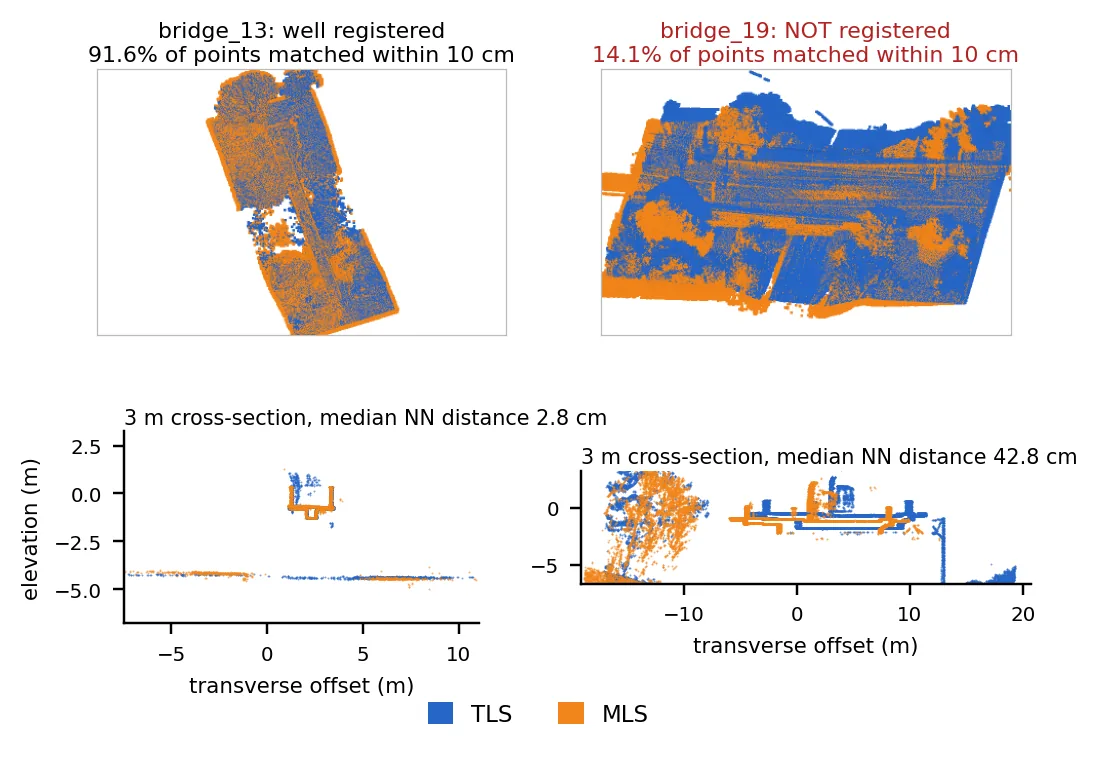 bridge_13: well registered
91.6% of points matched within 10 cm
bridge_19: NOT registered
14.1% of points matched within 10 cm
3 m cross-section, median NN distance 2.8 cm
elevation (m)
2.5
0.0
−2.5
−5.0
−5
0
5
10
transverse offset (m)
3 m cross-section, median NN distance 42.8 cm
0
−5
−10
0
10
20
transverse offset (m)
TLS
MLS